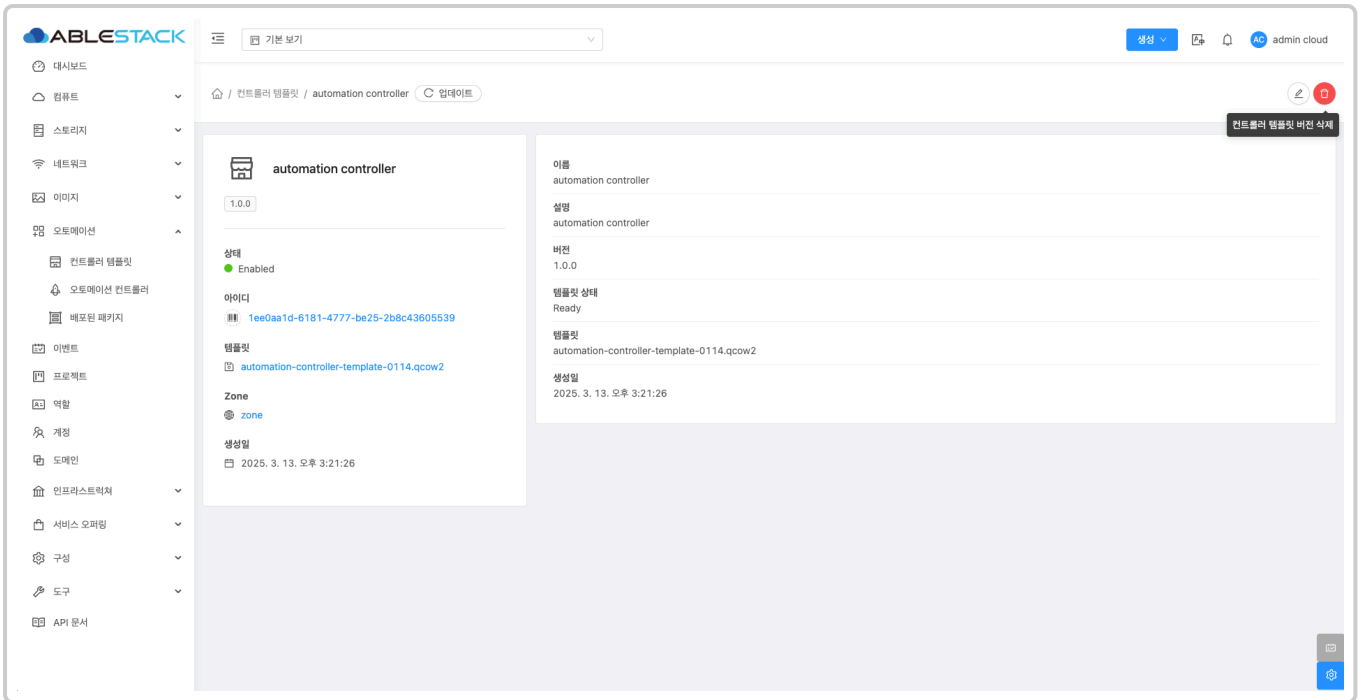 ABLESTACK
기본 보기
생성
AC
admin cloud
대시보드
컴퓨트
스토리지
네트워크
이미지
오토메이션
컨트롤러 템플릿
오토메이션 컨트롤러
배포된 패키지
이벤트
프로젝트
역할
계정
도메인
인프라스트럭쳐
서비스 오퍼링
구성
도구
API 문서
/ 컨트롤러 템플릿 / automation controller
업데이트
컨트롤러 템플릿 버전 삭제
automation controller
1.0.0
상태
Enabled
아이디
1ee0aa1d-6181-4777-be25-2b8c43605539
템플릿
automation-controller-template-0114.qcow2
Zone
zone
생성일
2025. 3. 13. 오후 3:21:26
이름
automation controller
설명
automation controller
버전
1.0.0
템플릿 상태
Ready
템플릿
automation-controller-template-0114.qcow2
생성일
2025. 3. 13. 오후 3:21:26